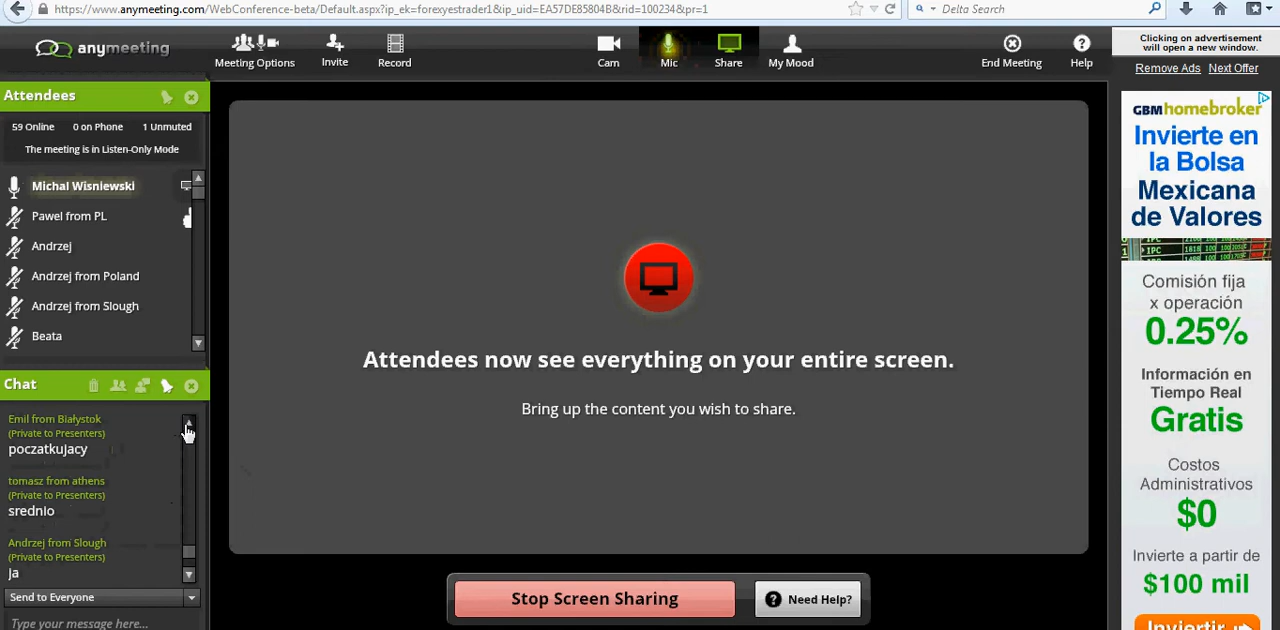 https://www.anymeeting.com/WebConference-beta/Default.aspx?ip_ek=forexyestrader1&ip_uid=EA57DE85804B&rid=100234&pr=1
Delta Search
anymeeting
Meeting Options
Invite
Record
Cam
Mic
Share
My Mood
End Meeting
Help
Clicking on advertisement
will open a new window.
Remove Ads Next Offer
Attendees
59 Online 0 on Phone 1 Unmuted
The meeting is in Listen-Only Mode
Michal Wisniewski
Pawel from PL
Andrzej
Andrzej from Poland
Andrzej from Slough
Beata
Chat
Emil from Białystok
(Private to Presenters)
poczatkujacy
tomasz from athens
(Private to Presenters)
srednio
Andrzej from Slough
(Private to Presenters)
ja
Send to Everyone
Type your message here...
Attendees now see everything on your entire screen.
Bring up the content you wish to share.
Stop Screen Sharing
Need Help?
GBMhomebroker
Invierte en
la Bolsa
Mexicana
de Valores
Comisión fija
x operación
0.25%
Información en
Tiempo Real
Gratis
Costos
Administrativos
$0
Invierte a partir de
$100 mil
Invertir